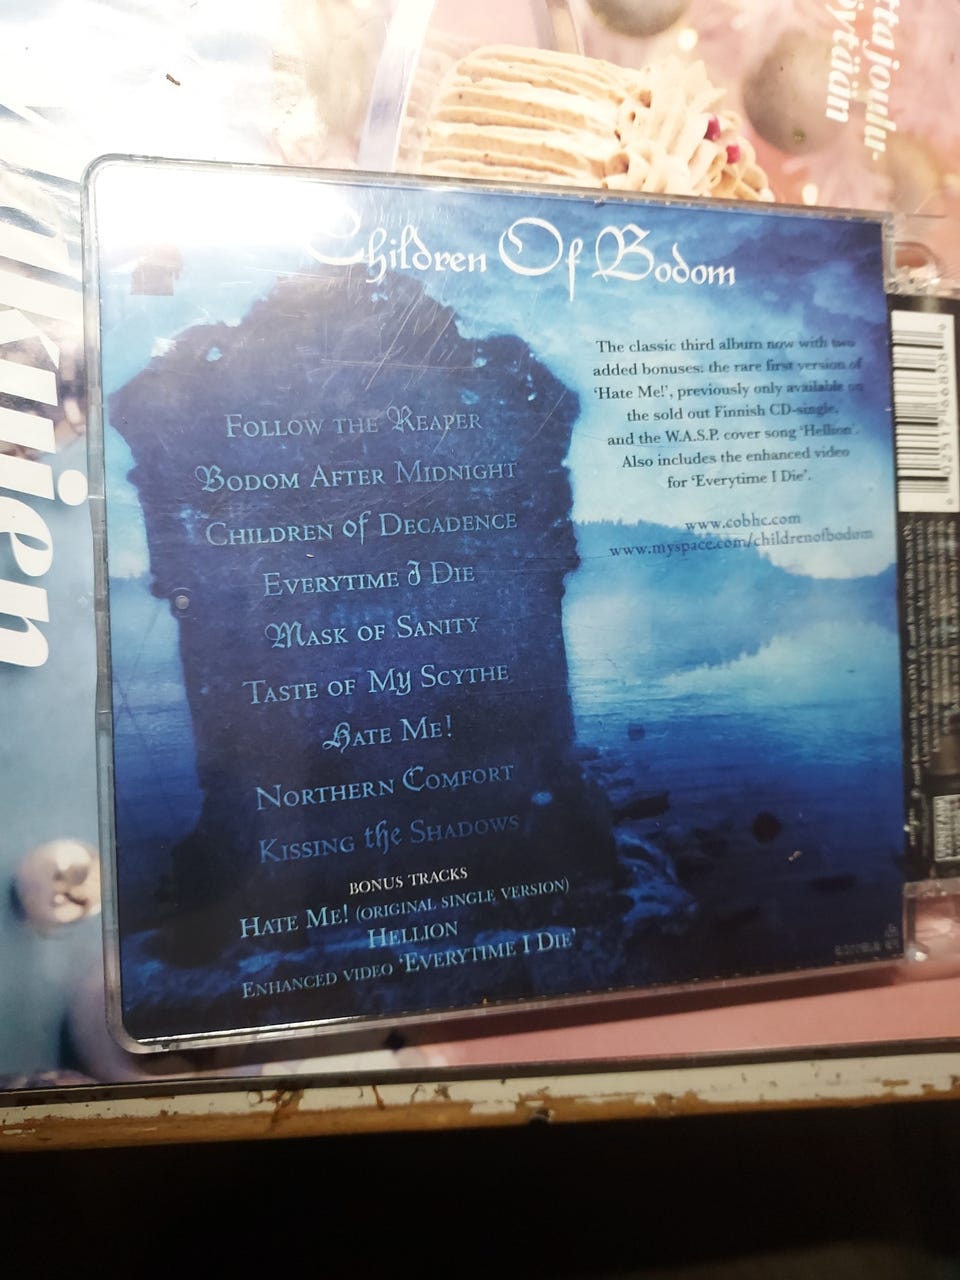 rtta joulu-
öytään
Children Of Bodom
The classic third album now with two
added bonuses: the rare first version of
'Hate Me!', previously only available on
the sold out Finnish CD-single,
and the W.A.S.P. cover song 'Hellion'.
Also includes the enhanced video
for 'Everytime I Die'.
www.cobhc.com
www.myspace.com/childrenofbodom
Follow the Reaper
Bodom After Midnight
Children of Decadence
Everytime I Die
Mask of Sanity
Taste of My Scythe
Hate Me!
Northern Comfort
Kissing the Shadows
BONUS TRACKS
Hate Me! (original single version)
Hellion
Enhanced video 'Everytime I Die'